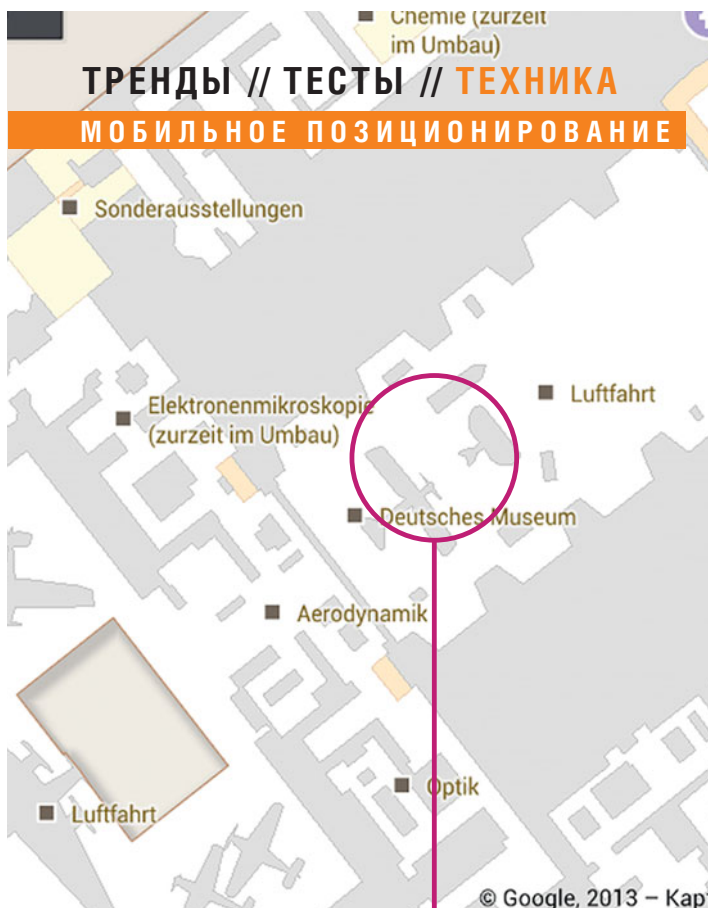 Chemie (zurzeit
im Umbau)
ТРЕНДЫ // ТЕСТЫ // ТЕХНИКА
МОБИЛЬНОЕ ПОЗИЦИОНИРОВАНИЕ
Sonderausstellungen
Luftfahrt
Elektronenmikroskopie
(zurzeit im Umbau)
Deutsches Museum
Aerodynamik
Optik
Luftfahrt
© Google, 2013 – Кар